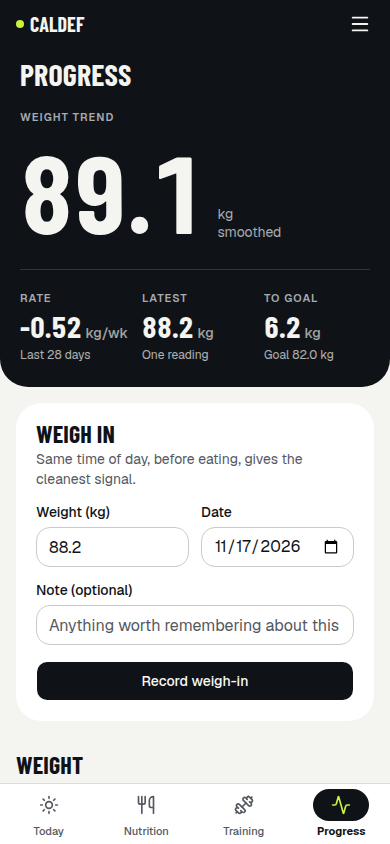 CALDEF
PROGRESS
WEIGHT TREND
89.1 kg
smoothed
RATE LATEST TO GOAL
-0.52 kg/wk 88.2 kg 6.2 kg
Last 28 days One reading Goal 82.0 kg
WEIGH IN
Same time of day, before eating, gives the
cleanest signal.
Weight (kg) Date
88.2 11/17/2026
Note (optional)
Anything worth remembering about this
Record weigh-in
WEIGHT
Today Nutrition Training Progress